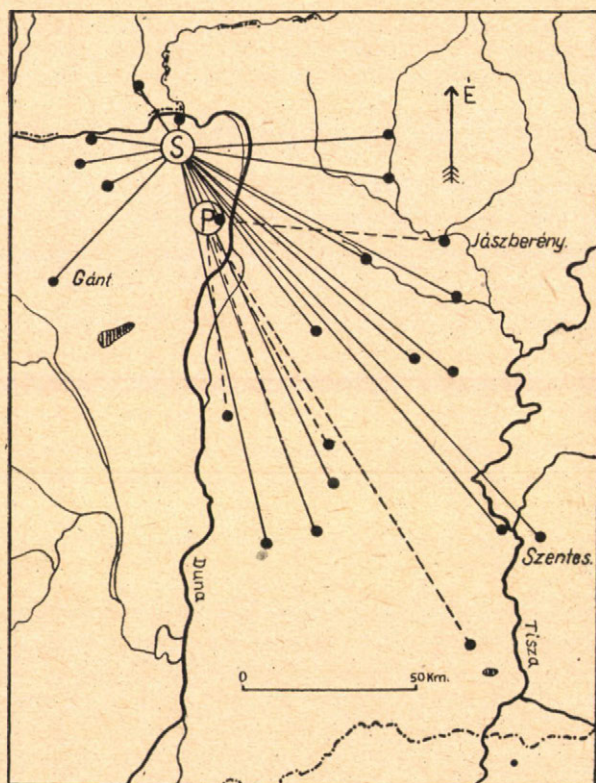 É
S
P
Jászberény.
Gánt.
Szentes.
Duna
Tisza
0 50 Km.